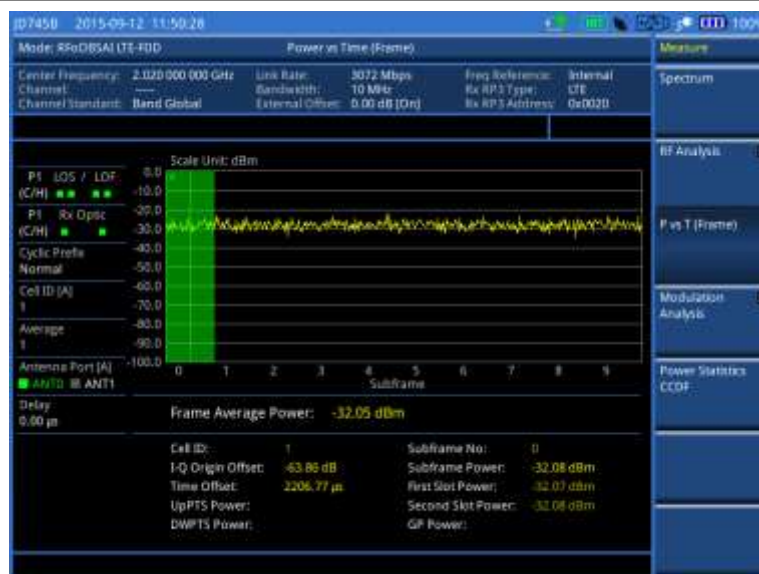 JD745B 2015-09-12 11:50:28
100%
Mode: RFoOBSAI LTE-FDD Power vs Time (Frame)
Measure
Center Frequency: 2.020 000 000 GHz Link Rate: 3072 Mbps Freq Reference: Internal
Channel: ---- Bandwidth: 10 MHz Rx RP3 Type: LTE
Channel Standard: Band Global External Offset: 0.00 dB [On] Rx RP3 Address: 0x0020
Spectrum
RF Analysis
P vs T (Frame)
Modulation
Analysis
Power Statistics
CCDF
Scale Unit: dBm
P1 LOS / LOF
(C/H)
P1 Rx Optic
(C/H)
Cyclic Prefix
Normal
Cell ID [A]
1
Average
1
Antenna Port [A]
ANT0 ANT1
Delay
0.00 µs
0.0
-10.0
-20.0
-30.0
-40.0
-50.0
-60.0
-70.0
-80.0
-90.0
-100.0
0 1 2 3 4 5 6 7 8 9
Subframe
Frame Average Power: -32.05 dBm
Cell ID: 1 Subframe No: 0
I-Q Origin Offset: -63.86 dB Subframe Power: -32.08 dBm
Time Offset: 2206.77 µs First Slot Power: -32.07 dBm
UpPTS Power: Second Slot Power: -32.08 dBm
DwPTS Power: GP Power: